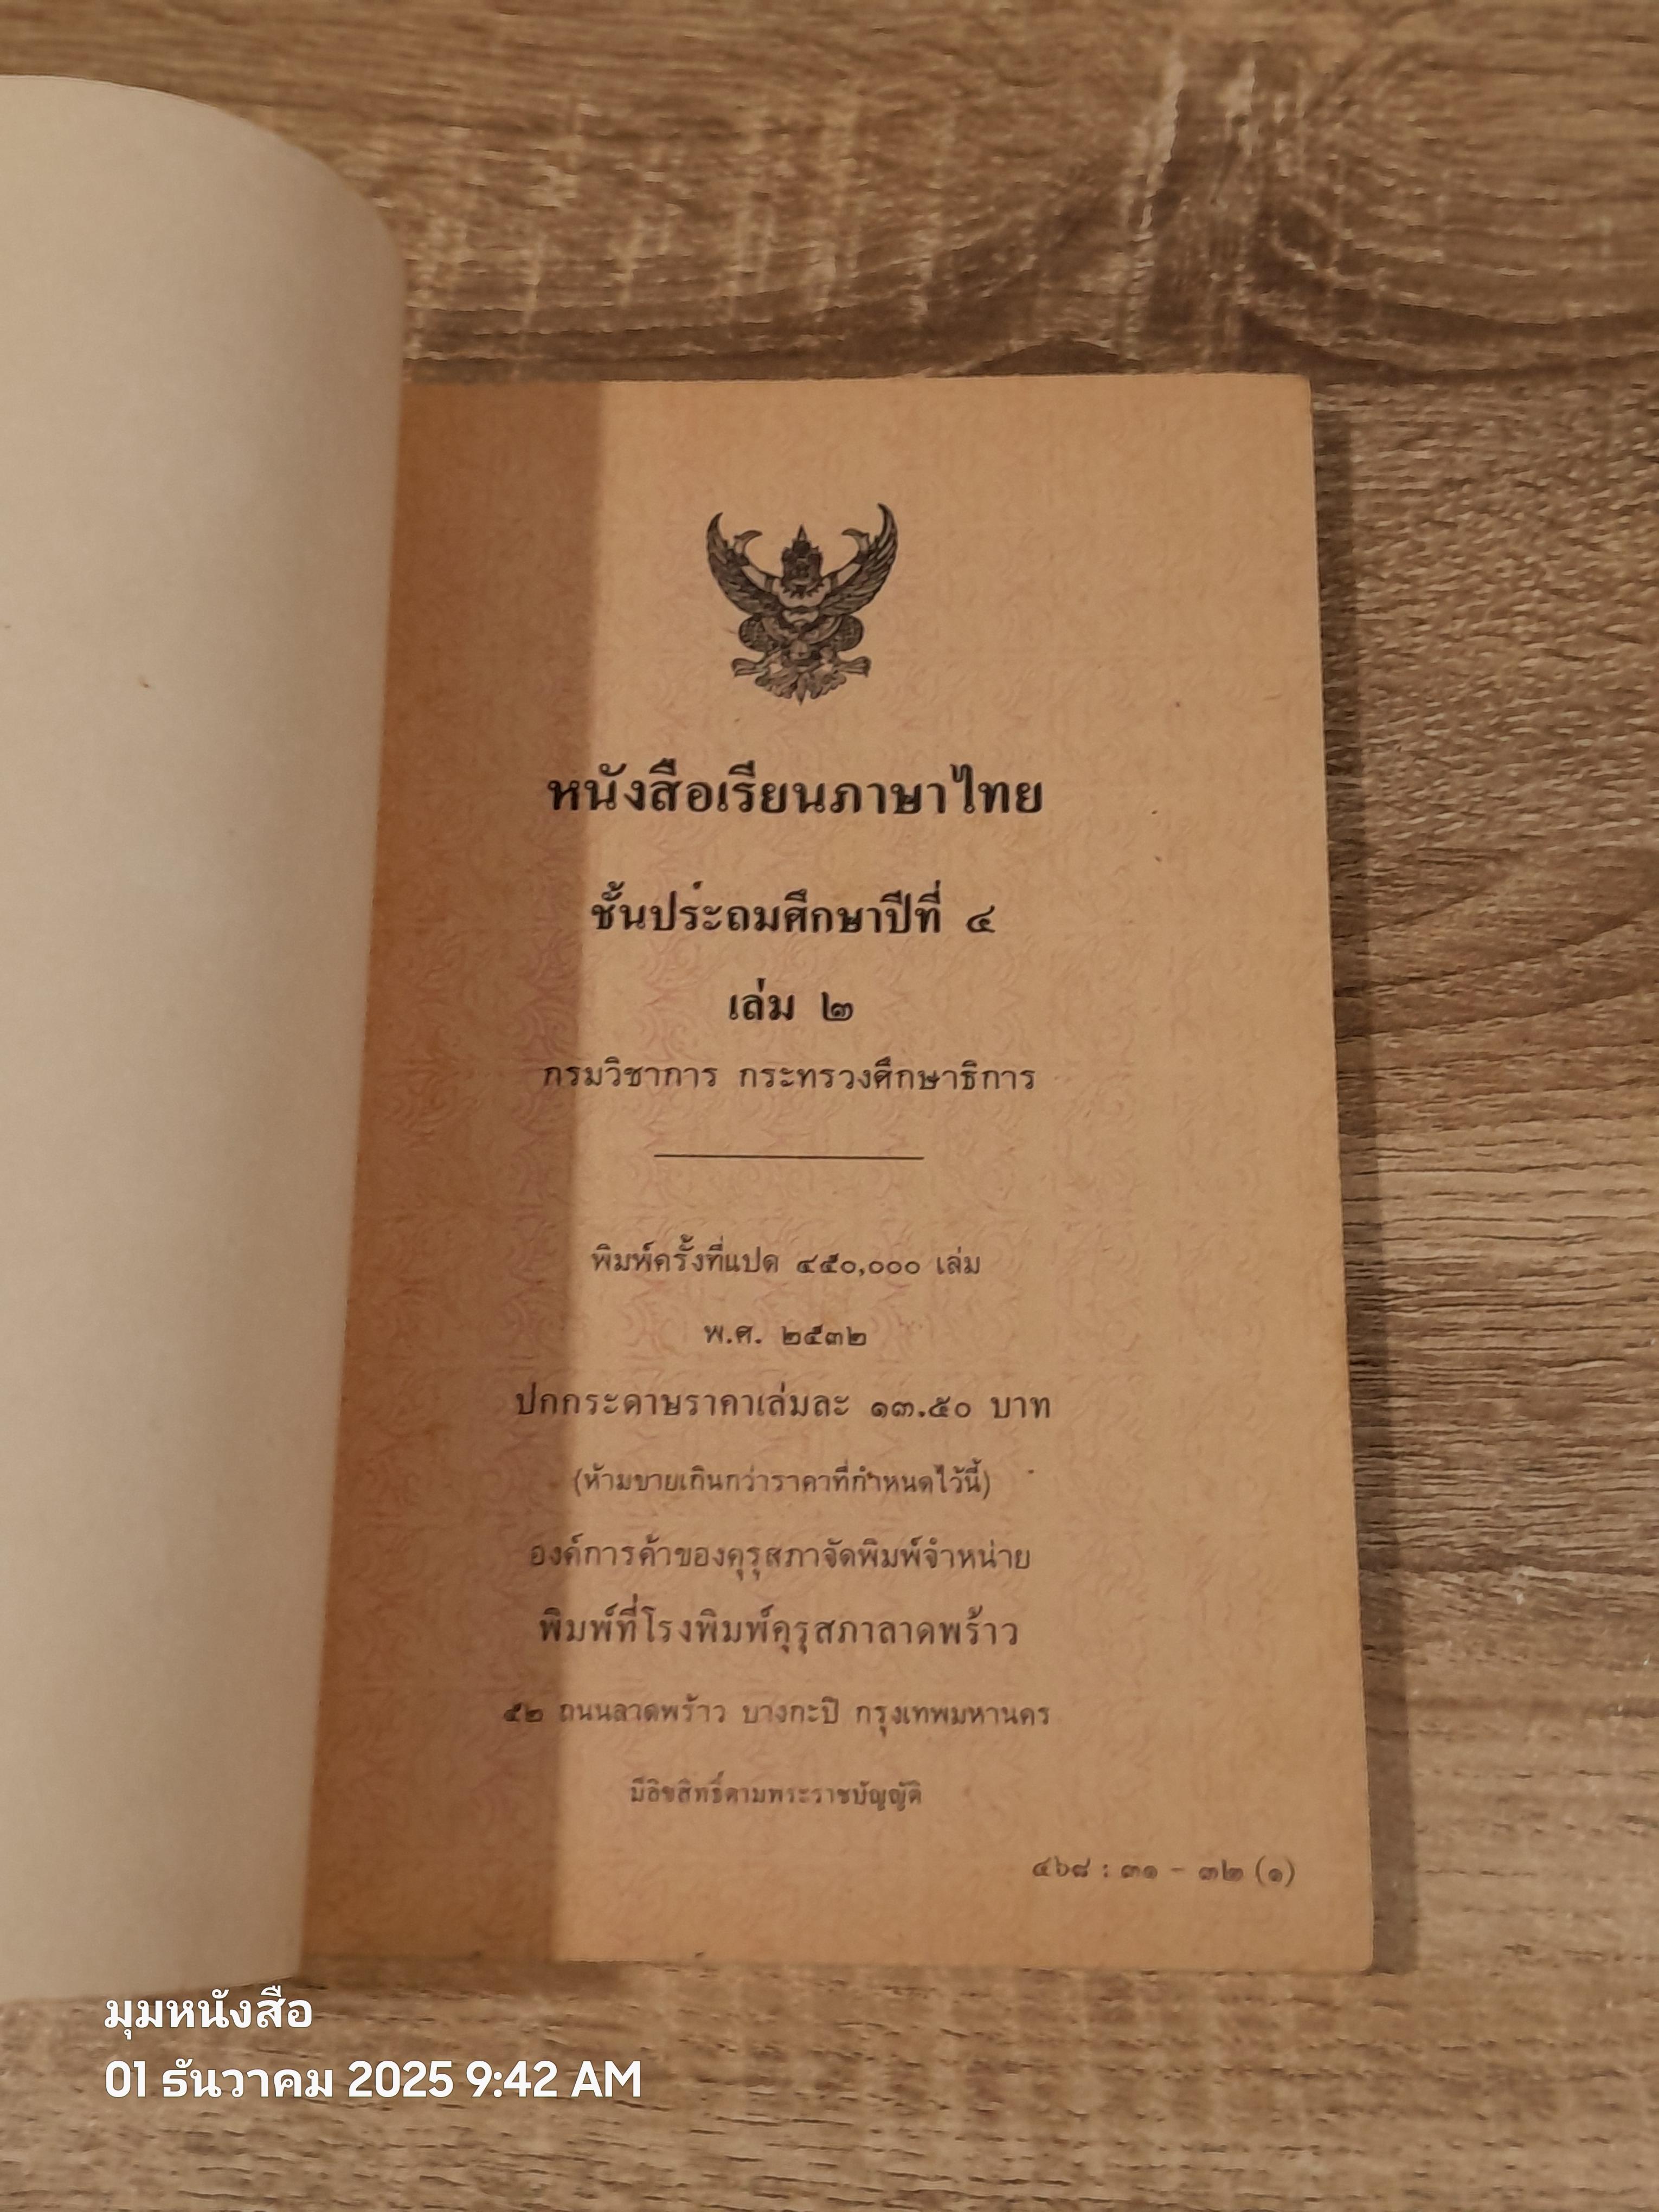 หนังสือเรียนภาษาไทย
ชั้นประถมศึกษาปีที่ ๔
เล่ม ๒
กรมวิชาการ กระทรวงศึกษาธิการ
พิมพ์ครั้งที่แปด ๔๕๐,๐๐๐ เล่ม
พ.ศ. ๒๕๓๒
ปกกระดาษราคาเล่มละ ๑๓.๕๐ บาท
(ห้ามขายเกินกว่าราคาที่กำหนดไว้นี้)
องค์การค้าของคุรุสภาจัดพิมพ์จำหน่าย
พิมพ์ที่โรงพิมพ์คุรุสภาลาดพร้าว
๕๒ ถนนลาดพร้าว บางกะปิ กรุงเทพมหานคร
มีลิขสิทธิ์ตามพระราชบัญญัติ
๔๖๘ : ๓๑ - ๓๒ (๑)
มุมหนังสือ
01 ธันวาคม 2025 9:42 AM